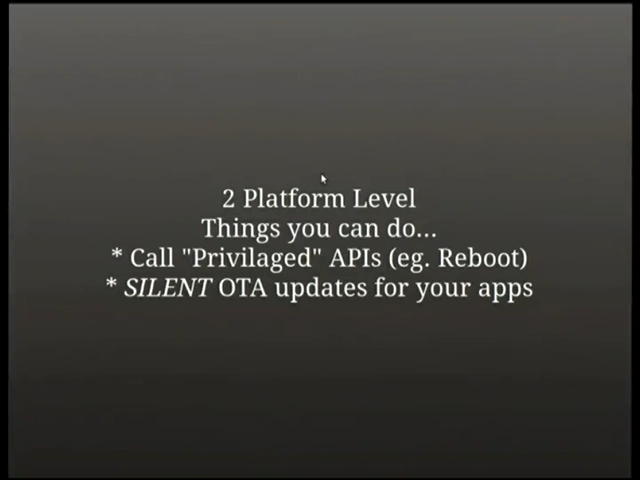 2 Platform Level
Things you can do...
* Call "Privilaged" APIs (eg. Reboot)
* SILENT OTA updates for your apps